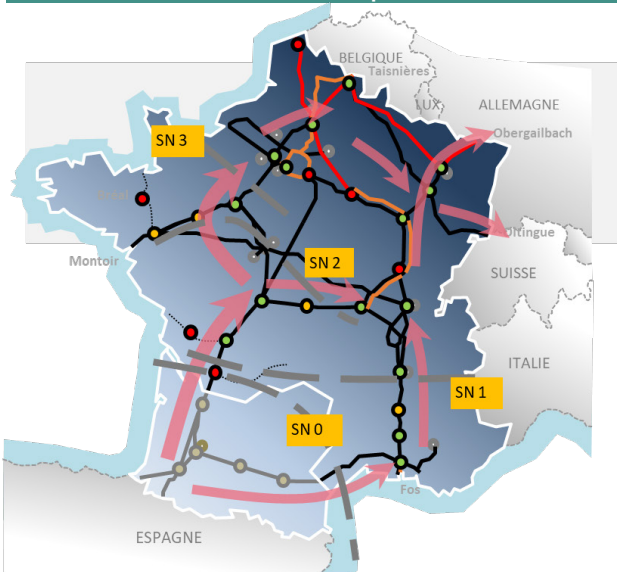 BELGIQUE
Taisnières
LUX
ALLEMAGNE
Obergailbach
SN 3
Oltingue
SN 2
Montoir
SUISSE
ITALIE
SN 1
SN 0
Fos
ESPAGNE